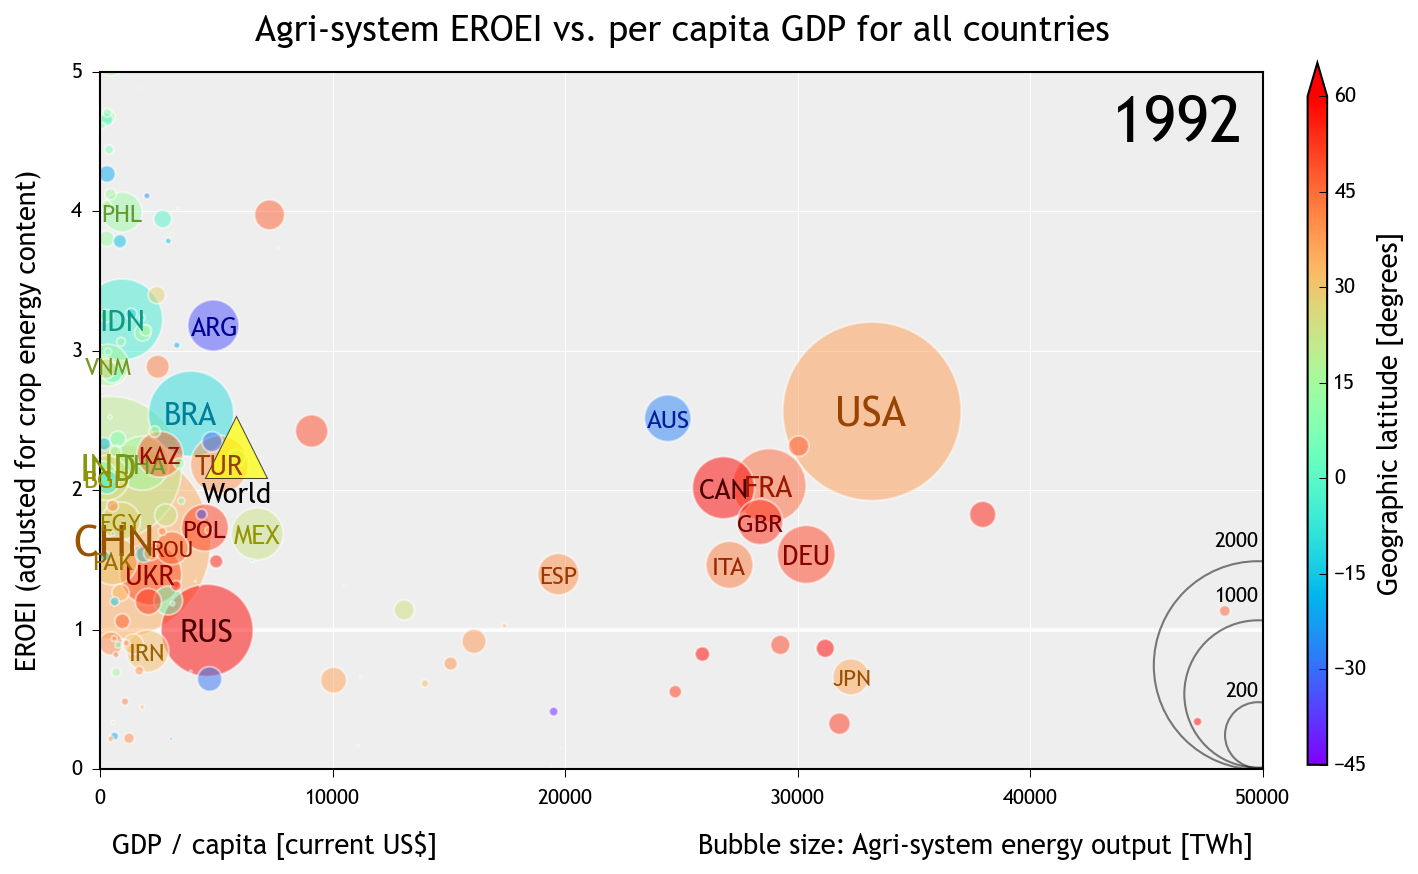 Agri-system EROEI vs. per capita GDP for all countries
1992
EROEI (adjusted for crop energy content)
5
4
3
2
1
0
PHL
IDN
ARG
VNM
BRA
USA
AUS
KAZ
IND
THA
TUR
BGD
World
CAN
FRA
EGY
POL
MEX
GBR
CHN
ROU
PAK
UKR
DEU
ITA
ESP
RUS
IRN
JPN
2000
1000
200
0
10000
20000
30000
40000
50000
GDP / capita [current US$]
Bubble size: Agri-system energy output [TWh]
60
45
30
15
0
−15
−30
−45
Geographic latitude [degrees]